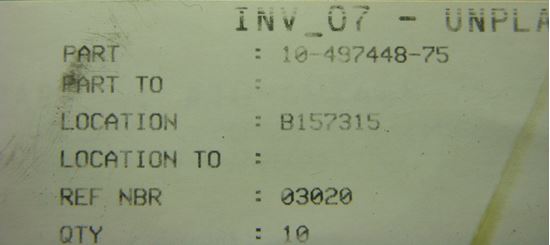 INV_07 - UNPLA
PART : 10-497448-75
PART TO :
LOCATION : B157315
LOCATION TO :
REF NBR : 03020
QTY : 10